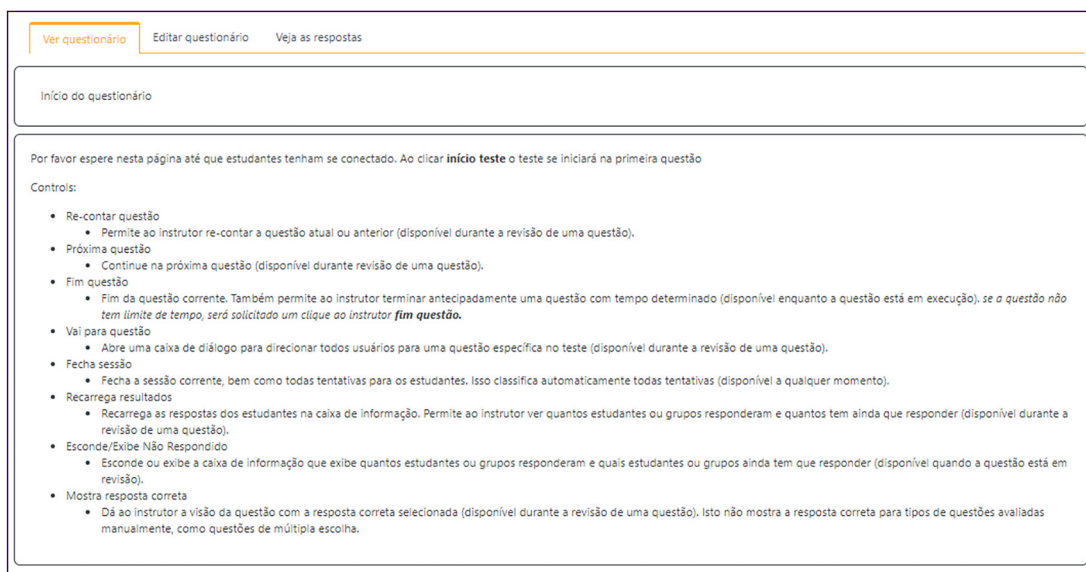 Ver questionário Editar questionário Veja as respostas
Início do questionário
Por favor espere nesta página até que estudantes tenham se conectado. Ao clicar início teste o teste se iniciará na primeira questão
Controls:
• Re-contar questão
• Permite ao instrutor re-contar a questão atual ou anterior (disponível durante a revisão de uma questão).
• Próxima questão
• Continue na próxima questão (disponível durante revisão de uma questão).
• Fim questão
• Fim da questão corrente. Também permite ao instrutor terminar antecipadamente uma questão com tempo determinado (disponível enquanto a questão está em execução). se a questão não
tem limite de tempo, será solicitado um clique ao instrutor fim questão.
• Vai para questão
• Abre uma caixa de diálogo para direcionar todos usuários para uma questão específica no teste (disponível durante a revisão de uma questão).
• Fecha sessão
• Fecha a sessão corrente, bem como todas tentativas para os estudantes. Isso classifica automaticamente todas tentativas (disponível a qualquer momento).
• Recarrega resultados
• Recarrega as respostas dos estudantes na caixa de informação. Permite ao instrutor ver quantos estudantes ou grupos responderam e quantos tem ainda que responder (disponível durante a
revisão de uma questão).
• Esconde/Exibe Não Respondido
• Esconde ou exibe a caixa de informação que exibe quantos estudantes ou grupos responderam e quais estudantes ou grupos ainda tem que responder (disponível quando a questão está em
revisão).
• Mostra resposta correta
• Dá ao instrutor a visão da questão com a resposta correta selecionada (disponível durante a revisão de uma questão). Isto não mostra a resposta correta para tipos de questões avaliadas
manualmente, como questões de múltipla escolha.